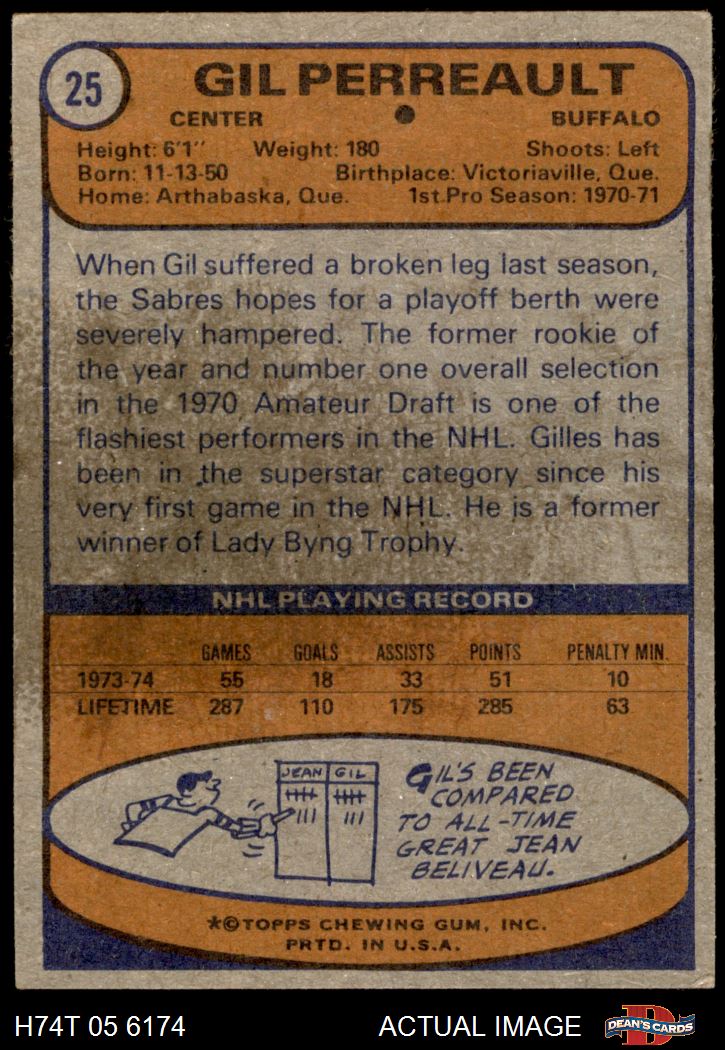 25
GIL PERREAULT
CENTER BUFFALO
Height: 6'1" Weight: 180 Shoots: Left
Born: 11-13-50 Birthplace: Victoriaville, Que.
Home: Arthabaska, Que. 1st Pro Season: 1970-71
When Gil suffered a broken leg last season,
the Sabres hopes for a playoff berth were
severely hampered. The former rookie of
the year and number one overall selection
in the 1970 Amateur Draft is one of the
flashiest performers in the NHL. Gilles has
been in the superstar category since his
very first game in the NHL. He is a former
winner of Lady Byng Trophy.
NHL PLAYING RECORD
GAMES GOALS ASSISTS POINTS PENALTY MIN.
1973-74 55 18 33 51 10
LIFETIME 287 110 175 285 63
JEAN GIL
GIL'S BEEN
COMPARED
TO ALL-TIME
GREAT JEAN
BELIVEAU.
*©TOPPS CHEWING GUM, INC.
PRTD. IN U.S.A.
H74T 05 6174 ACTUAL IMAGE DEAN'S CARDS